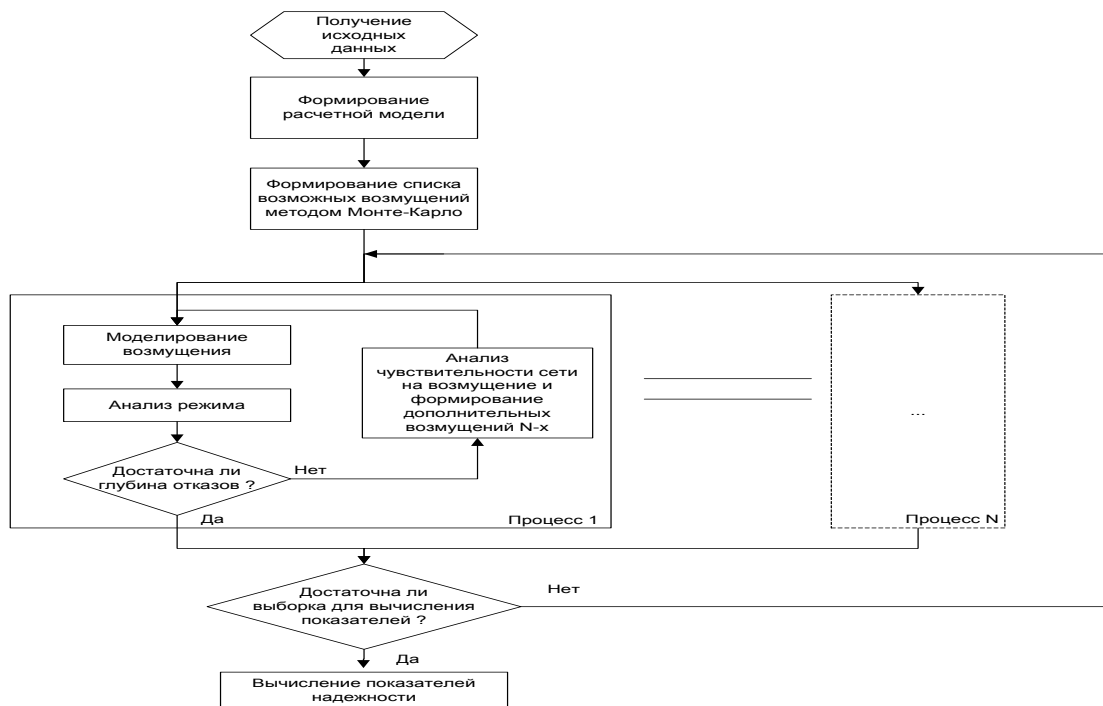 Получение
исходных
данных
Формирование
расчетной модели
Формирование списка
возможных возмущений
методом Монте-Карло
Моделирование
возмущения
Анализ режима
Достаточна ли
глубина отказов ?
Нет
Да
Анализ
чувствительности сети
на возмущение и
формирование
дополнительных
возмущений N-x
Процесс 1
...
Процесс N
Достаточна ли
выборка для вычисления
показателей ?
Нет
Да
Вычисление показателей
надежности